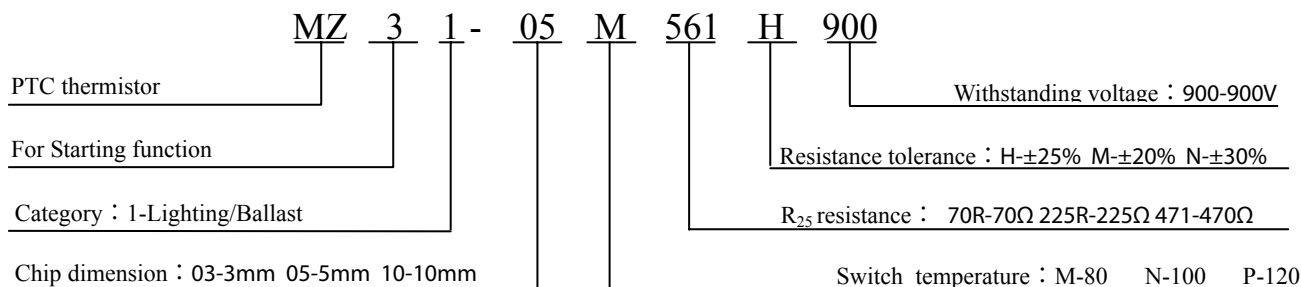 MZ 3 1 - 05 M 561 H 900
PTC thermistor
Withstanding voltage：900-900V
For Starting function
Resistance tolerance：H-±25% M-±20% N-±30%
Category：1-Lighting/Ballast
R₂₅ resistance： 70R-70Ω 225R-225Ω 471-470Ω
Chip dimension：03-3mm 05-5mm 10-10mm
Switch temperature：M-80 N-100 P-120